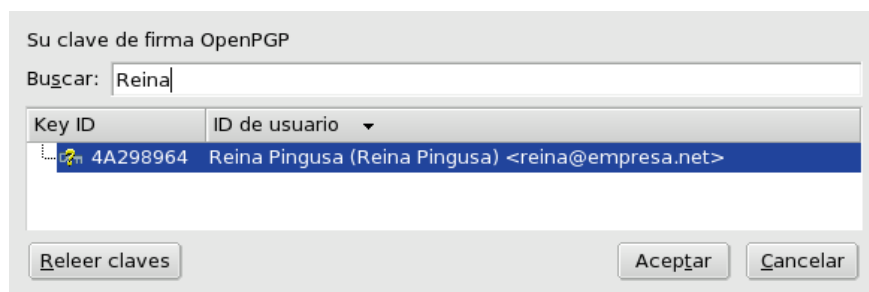 Su clave de firma OpenPGP
Buscar: Reina
Key ID ID de usuario
4A298964 Reina Pingusa (Reina Pingusa) <reina@empresa.net>
Releer claves Aceptar Cancelar